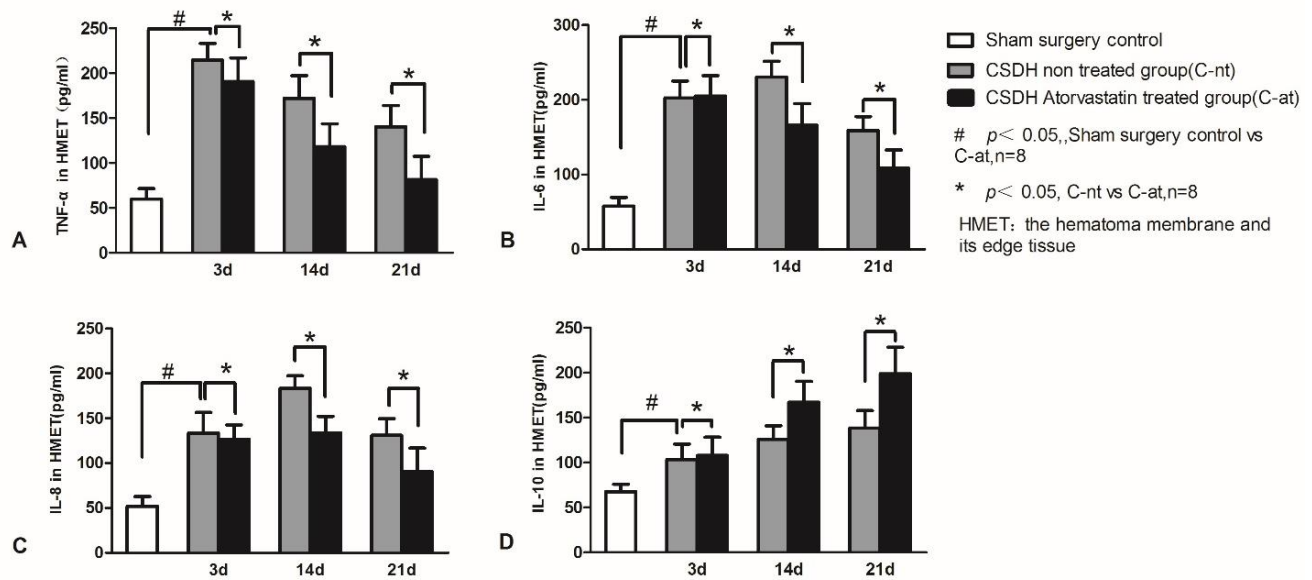 TNF-α in HMET (pg/ml)
250
200
150
100
50
0
#
*
*
*
3d
14d
21d
A
IL-6 in HMET(pg/ml)
300
200
100
0
#
*
*
*
3d
14d
21d
B
Sham surgery control
CSDH non treated group(C-nt)
CSDH Atorvastatin treated group(C-at)
# p< 0.05,,Sham surgery control vs
C-at,n=8
* p< 0.05, C-nt vs C-at,n=8
HMET: the hematoma membrane and
its edge tissue
IL-8 in HMET(pg/ml)
250
200
150
100
50
0
#
*
*
*
3d
14d
21d
C
IL-10 in HMET(pg/ml)
250
200
150
100
50
0
#
*
*
*
3d
14d
21d
D